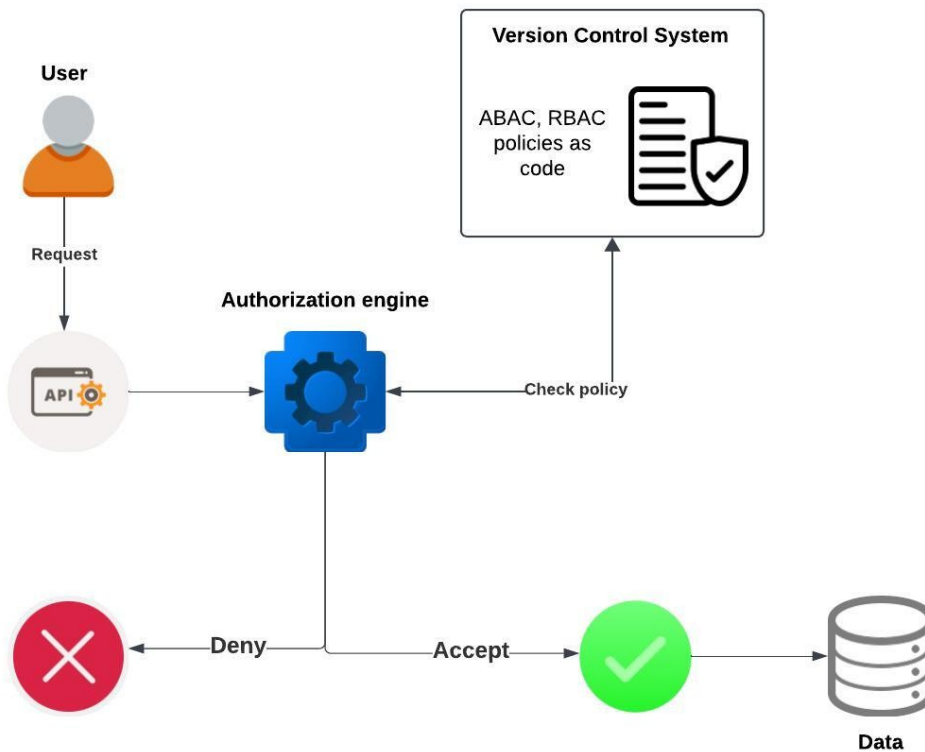 Version Control System
User
ABAC, RBAC
policies as
code
Request
Authorization engine
API
Check policy
Deny
Accept
Data